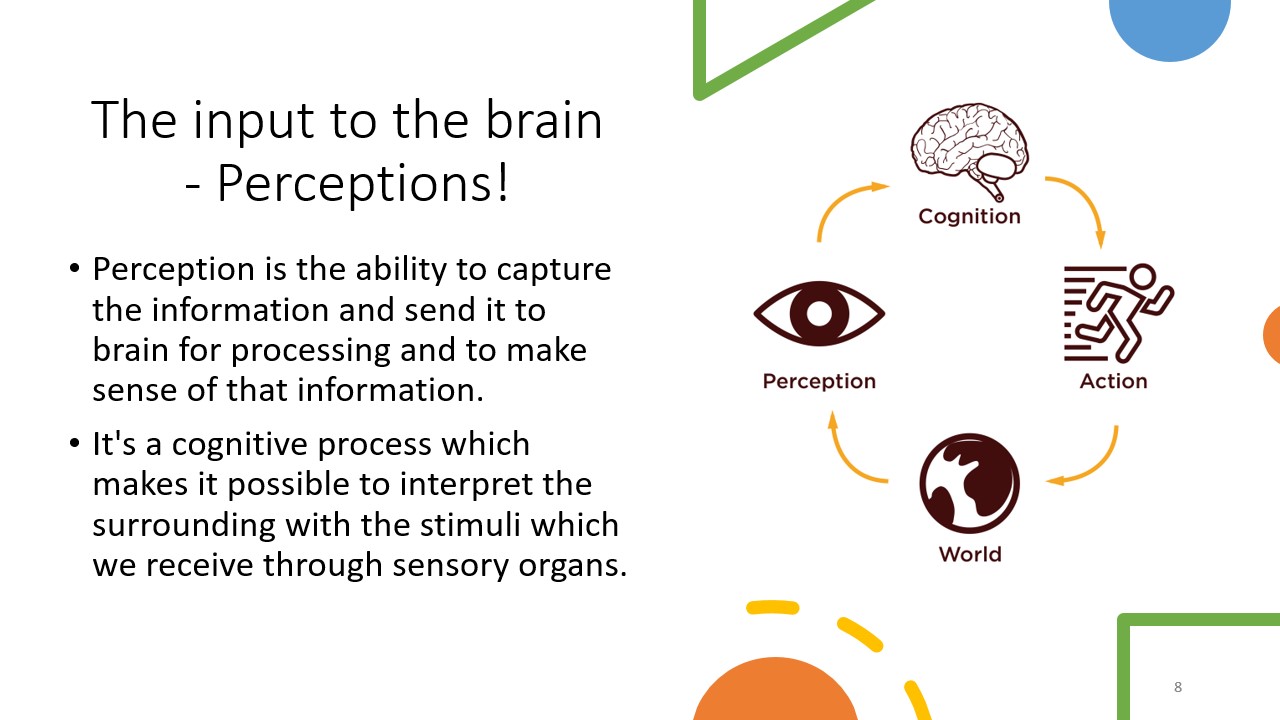 The input to the brain
- Perceptions!
• Perception is the ability to capture
the information and send it to
brain for processing and to make
sense of that information.
• It's a cognitive process which
makes it possible to interpret the
surrounding with the stimuli which
we receive through sensory organs.
Cognition
Perception
Action
World
8